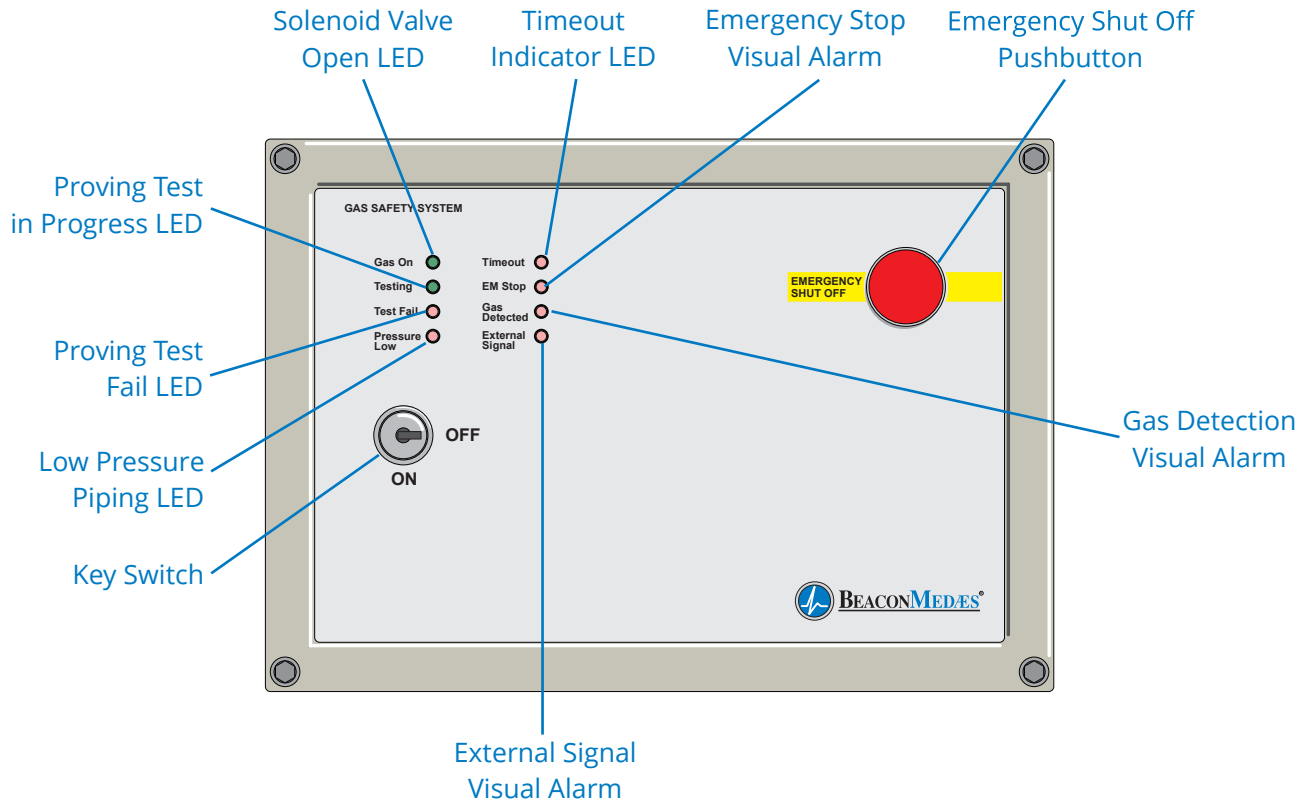 Solenoid Valve
Open LED
Timeout
Indicator LED
Emergency Stop
Visual Alarm
Emergency Shut Off
Pushbutton
Proving Test
in Progress LED
GAS SAFETY SYSTEM
Gas On
Timeout
Testing
EM Stop
Test Fail
Gas
Detected
Pressure
Low
External
Signal
EMERGENCY
SHUT OFF
Proving Test
Fail LED
OFF
ON
Gas Detection
Visual Alarm
Low Pressure
Piping LED
Key Switch
BEACONMEDÆS®
External Signal
Visual Alarm